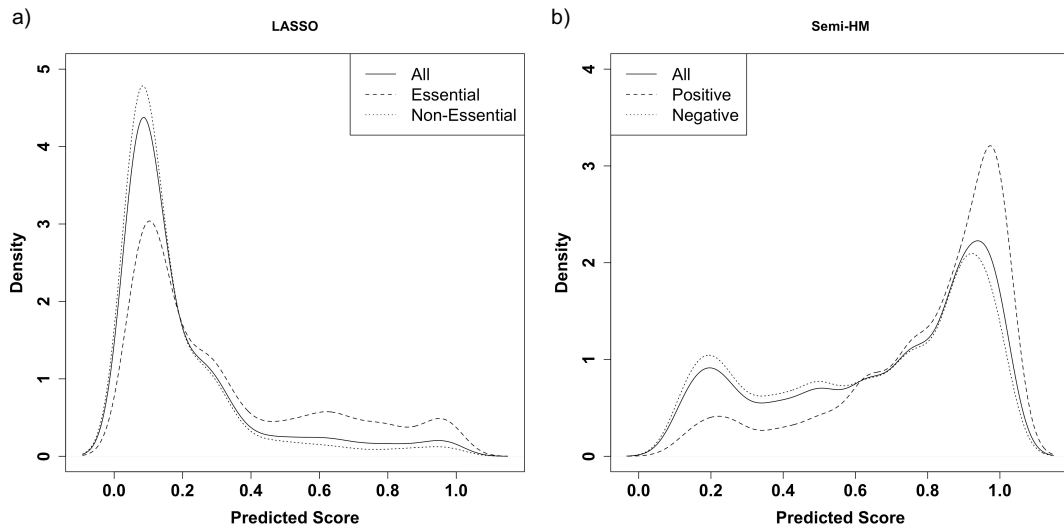 a)
LASSO
All
Essential
Non-Essential
5
4
3
2
1
0
Density
0.0 0.2 0.4 0.6 0.8 1.0
Predicted Score
b)
Semi-HM
All
Positive
Negative
4
3
2
1
0
Density
0.0 0.2 0.4 0.6 0.8 1.0
Predicted Score